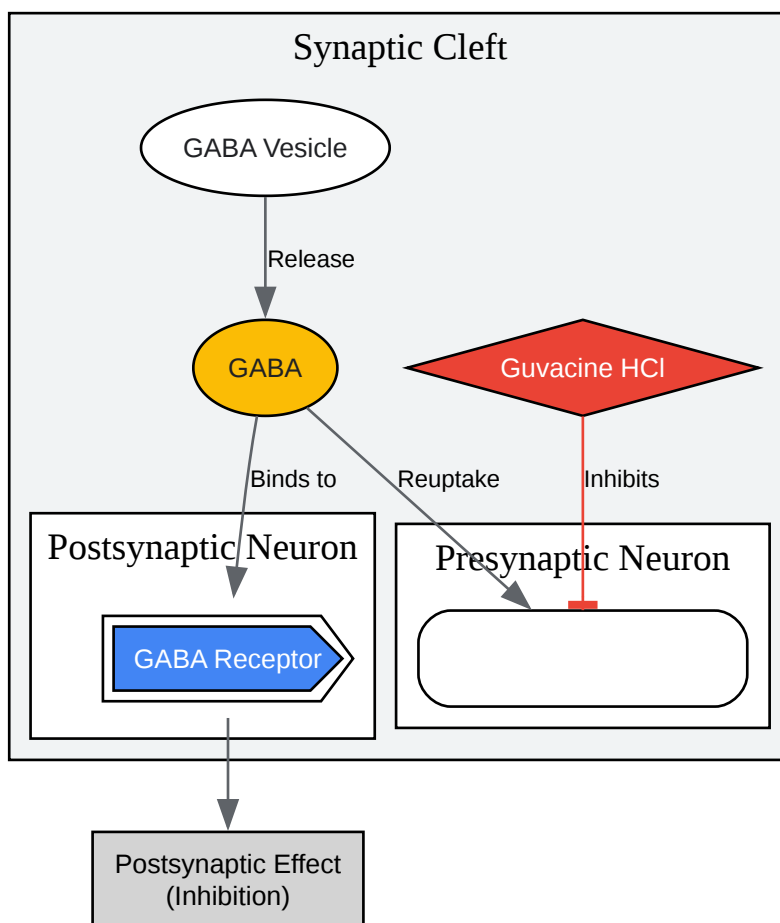 Synaptic Cleft
GABA Vesicle
Release
GABA
Guvacine HCl
Binds to
Reuptake
Inhibits
Postsynaptic Neuron
Presynaptic Neuron
GABA Receptor
Postsynaptic Effect
(Inhibition)